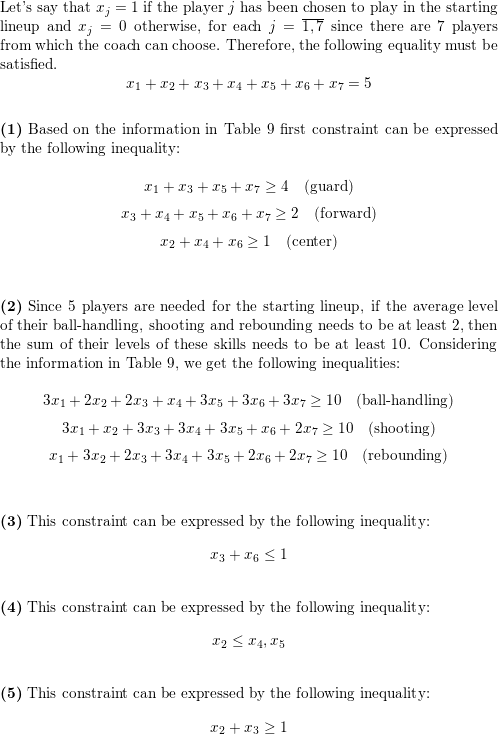 Let's say that x_j = 1 if the player j has been chosen to play in the starting
lineup and x_j = 0 otherwise, for each j = \overline{1,7} since there are 7 players
from which the coach can choose. Therefore, the following equality must be
satisfied.
x_1 + x_2 + x_3 + x_4 + x_5 + x_6 + x_7 = 5
(1) Based on the information in Table 9 first constraint can be expressed
by the following inequality:
x_1 + x_3 + x_5 + x_7 ≥ 4 (guard)
x_3 + x_4 + x_5 + x_6 + x_7 ≥ 2 (forward)
x_2 + x_4 + x_6 ≥ 1 (center)
(2) Since 5 players are needed for the starting lineup, if the average level
of their ball-handling, shooting and rebounding needs to be at least 2, then
the sum of their levels of these skills needs to be at least 10. Considering
the information in Table 9, we get the following inequalities:
3x_1 + 2x_2 + 2x_3 + x_4 + 3x_5 + 3x_6 + 3x_7 ≥ 10 (ball-handling)
3x_1 + x_2 + 3x_3 + 3x_4 + 3x_5 + x_6 + 2x_7 ≥ 10 (shooting)
x_1 + 3x_2 + 2x_3 + 3x_4 + 3x_5 + 2x_6 + 2x_7 ≥ 10 (rebounding)
(3) This constraint can be expressed by the following inequality:
x_3 + x_6 ≤ 1
(4) This constraint can be expressed by the following inequality:
x_2 ≤ x_4, x_5
(5) This constraint can be expressed by the following inequality:
x_2 + x_3 ≥ 1